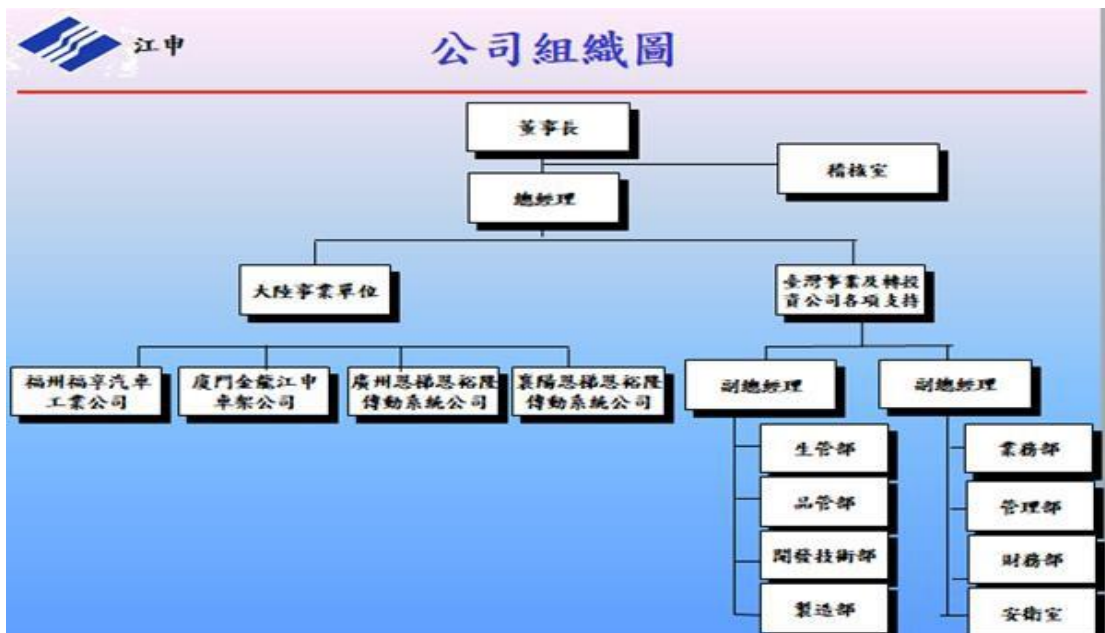 江申
公司組織圖
董事長
稽核室
總經理
大陸事業單位
臺灣事業及轉投
資公司各項支持
福州福享汽車
工業公司
廈門金龍江申
車架公司
廣州恩梯恩裕隆
傳動系統公司
襄陽恩梯恩裕隆
傳動系統公司
副總經理
副總經理
生管部
業務部
品管部
管理部
開發技術部
財務部
製造部
安衛室